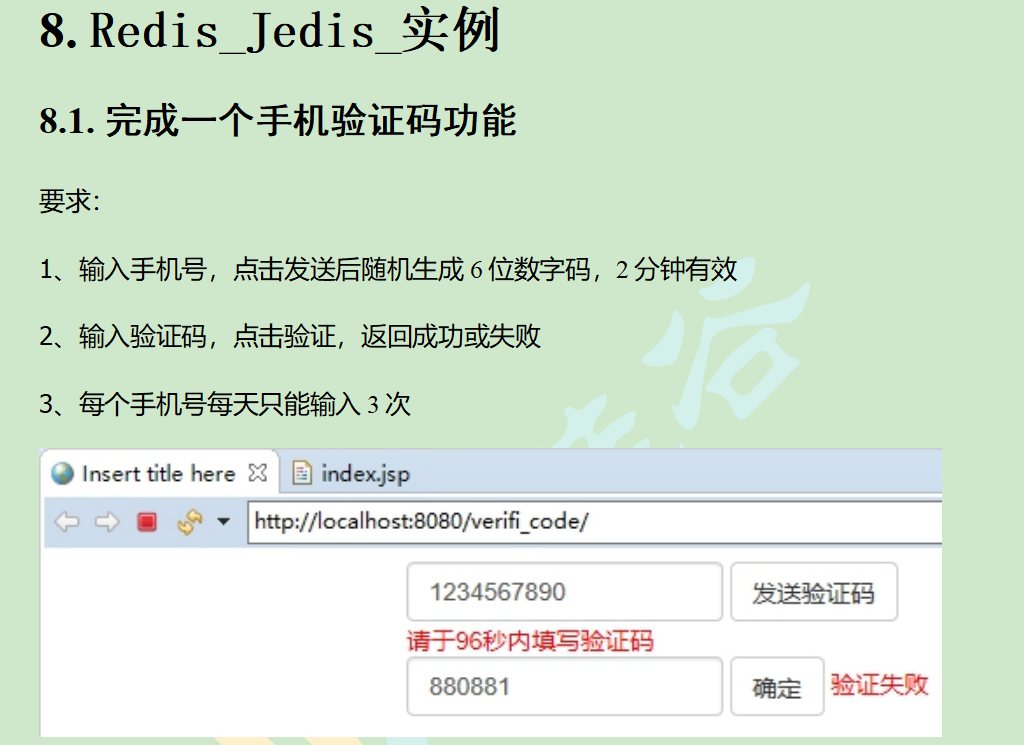 8. Redis_Jedis_实例
8.1. 完成一个手机验证码功能
要求：
1、输入手机号，点击发送后随机生成 6 位数字码，2 分钟有效
2、输入验证码，点击验证，返回成功或失败
3、每个手机号每天只能输入 3 次
Insert title here index.jsp
http://localhost:8080/verifi_code/
1234567890 发送验证码
请于96秒内填写验证码
880881 确定 验证失败